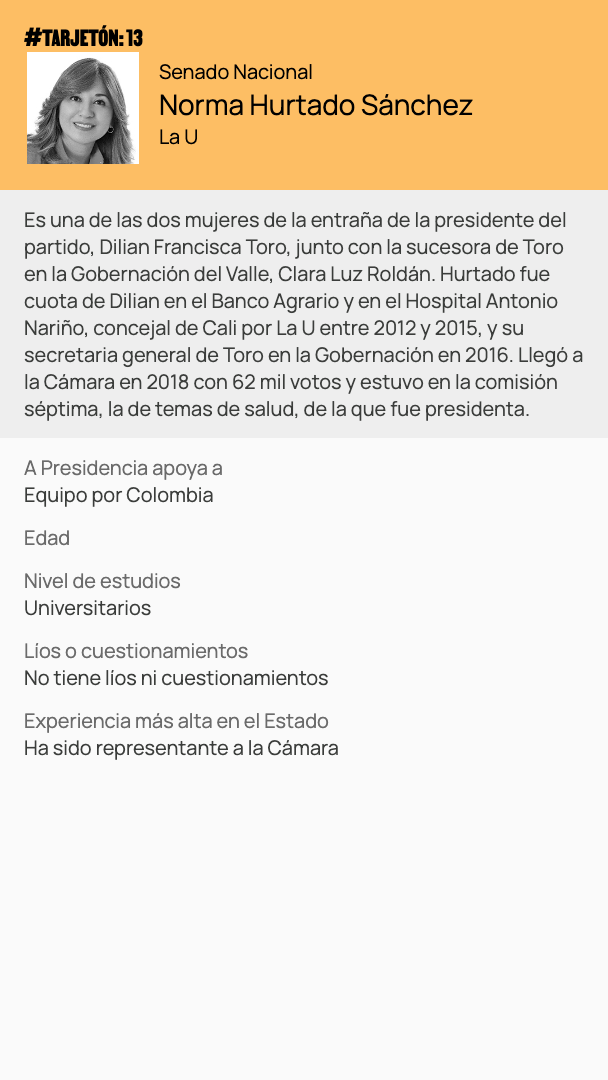 #TARJETÓN: 13
Senado Nacional
Norma Hurtado Sánchez
La U
Es una de las dos mujeres de la entraña de la presidente del
partido, Dilian Francisca Toro, junto con la sucesora de Toro
en la Gobernación del Valle, Clara Luz Roldán. Hurtado fue
cuota de Dilian en el Banco Agrario y en el Hospital Antonio
Nariño, concejal de Cali por La U entre 2012 y 2015, y su
secretaria general de Toro en la Gobernación en 2016. Llegó a
la Cámara en 2018 con 62 mil votos y estuvo en la comisión
séptima, la de temas de salud, de la que fue presidenta.
A Presidencia apoya a
Equipo por Colombia
Edad
Nivel de estudios
Universitarios
Líos o cuestionamientos
No tiene líos ni cuestionamientos
Experiencia más alta en el Estado
Ha sido representante a la Cámara